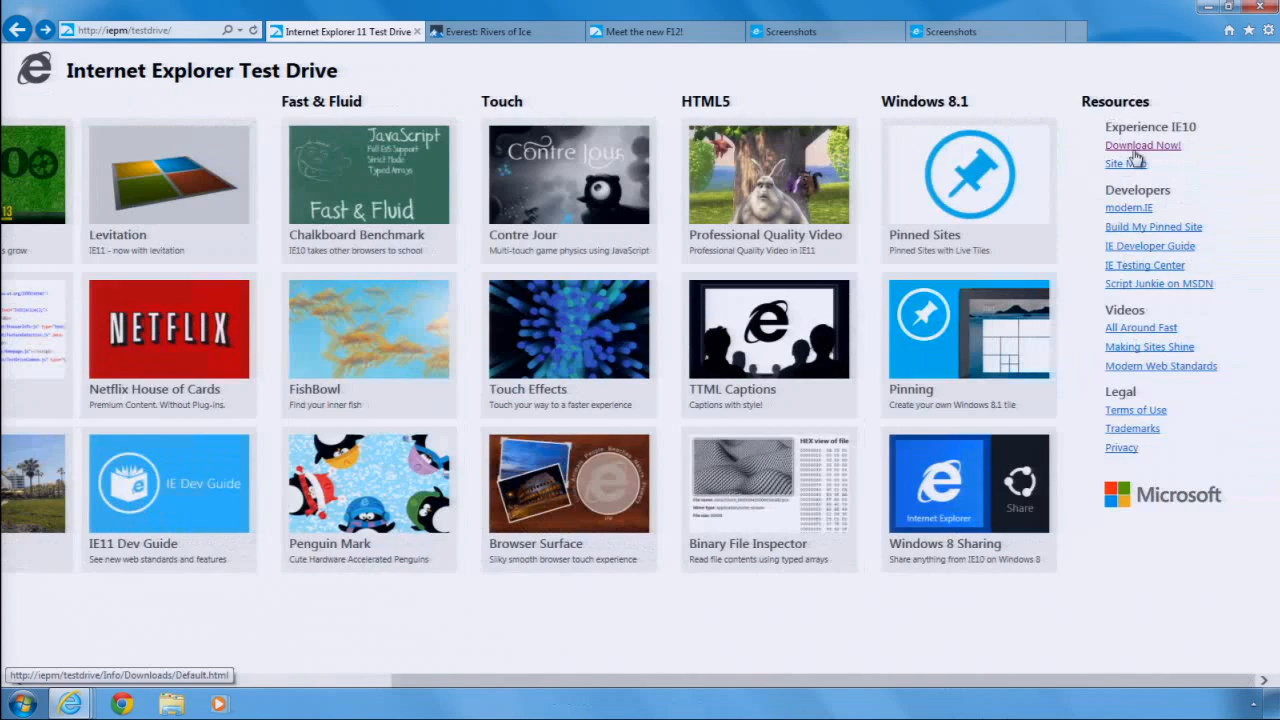 http://iepm/testdrive/
Internet Explorer 11 Test Drive
Everest: Rivers of Ice
Meet the new F12!
Screenshots
Screenshots
Internet Explorer Test Drive
Fast & Fluid
Touch
HTML5
Windows 8.1
Resources
13
s grow
Levitation
IE11 - now with levitation
NETFLIX
Netflix House of Cards
Premium Content. Without Plug-ins.
IE Dev Guide
IE11 Dev Guide
See new web standards and features
JavaScript
Full ES5 Support
Strict Mode
Typed Arrays
Fast & Fluid
Chalkboard Benchmark
IE10 takes other browsers to school
FishBowl
Find your inner fish
Penguin Mark
Cute Hardware Accelerated Penguins
Contre Jour
Contre Jour
Multi-touch game physics using JavaScript
Touch Effects
Touch your way to a faster experience
Browser Surface
Silky smooth browser touch experience
Professional Quality Video
Professional Quality Video in IE11
TTML Captions
Captions with style!
HEX view of file
Binary File Inspector
Read file contents using typed arrays
Pinned Sites
Pinned Sites with Live Tiles
Pinning
Create your own Windows 8.1 tile
Internet Explorer
Share
Windows 8 Sharing
Share anything from IE10 on Windows 8
Experience IE10
Download Now!
Site Map
Developers
modern.IE
Build My Pinned Site
IE Developer Guide
IE Testing Center
Script Junkie on MSDN
Videos
All Around Fast
Making Sites Shine
Modern Web Standards
Legal
Terms of Use
Trademarks
Privacy
Microsoft
http://iepm/testdrive/Info/Downloads/Default.html